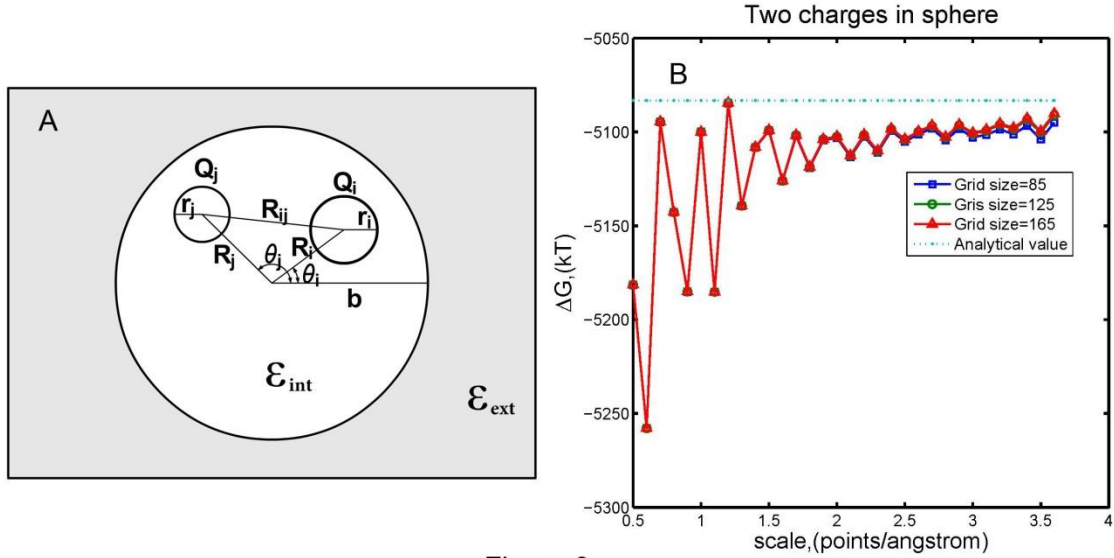 A
Qj
Qi
rj
Rij
ri
Rj
Ri
θj
θi
b
εint
εext
Two charges in sphere
B
ΔG,(kT)
−5050
−5100
−5150
−5200
−5250
−5300
Grid size=85
Gris size=125
Grid size=165
Analytical value
0.5
1
1.5
2
2.5
3
3.5
4
scale,(points/angstrom)